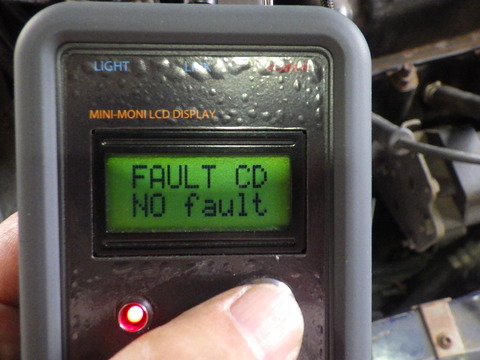 LIGHT
MINI-MONI LCD DISPLAY
FAULT CD
NO fault